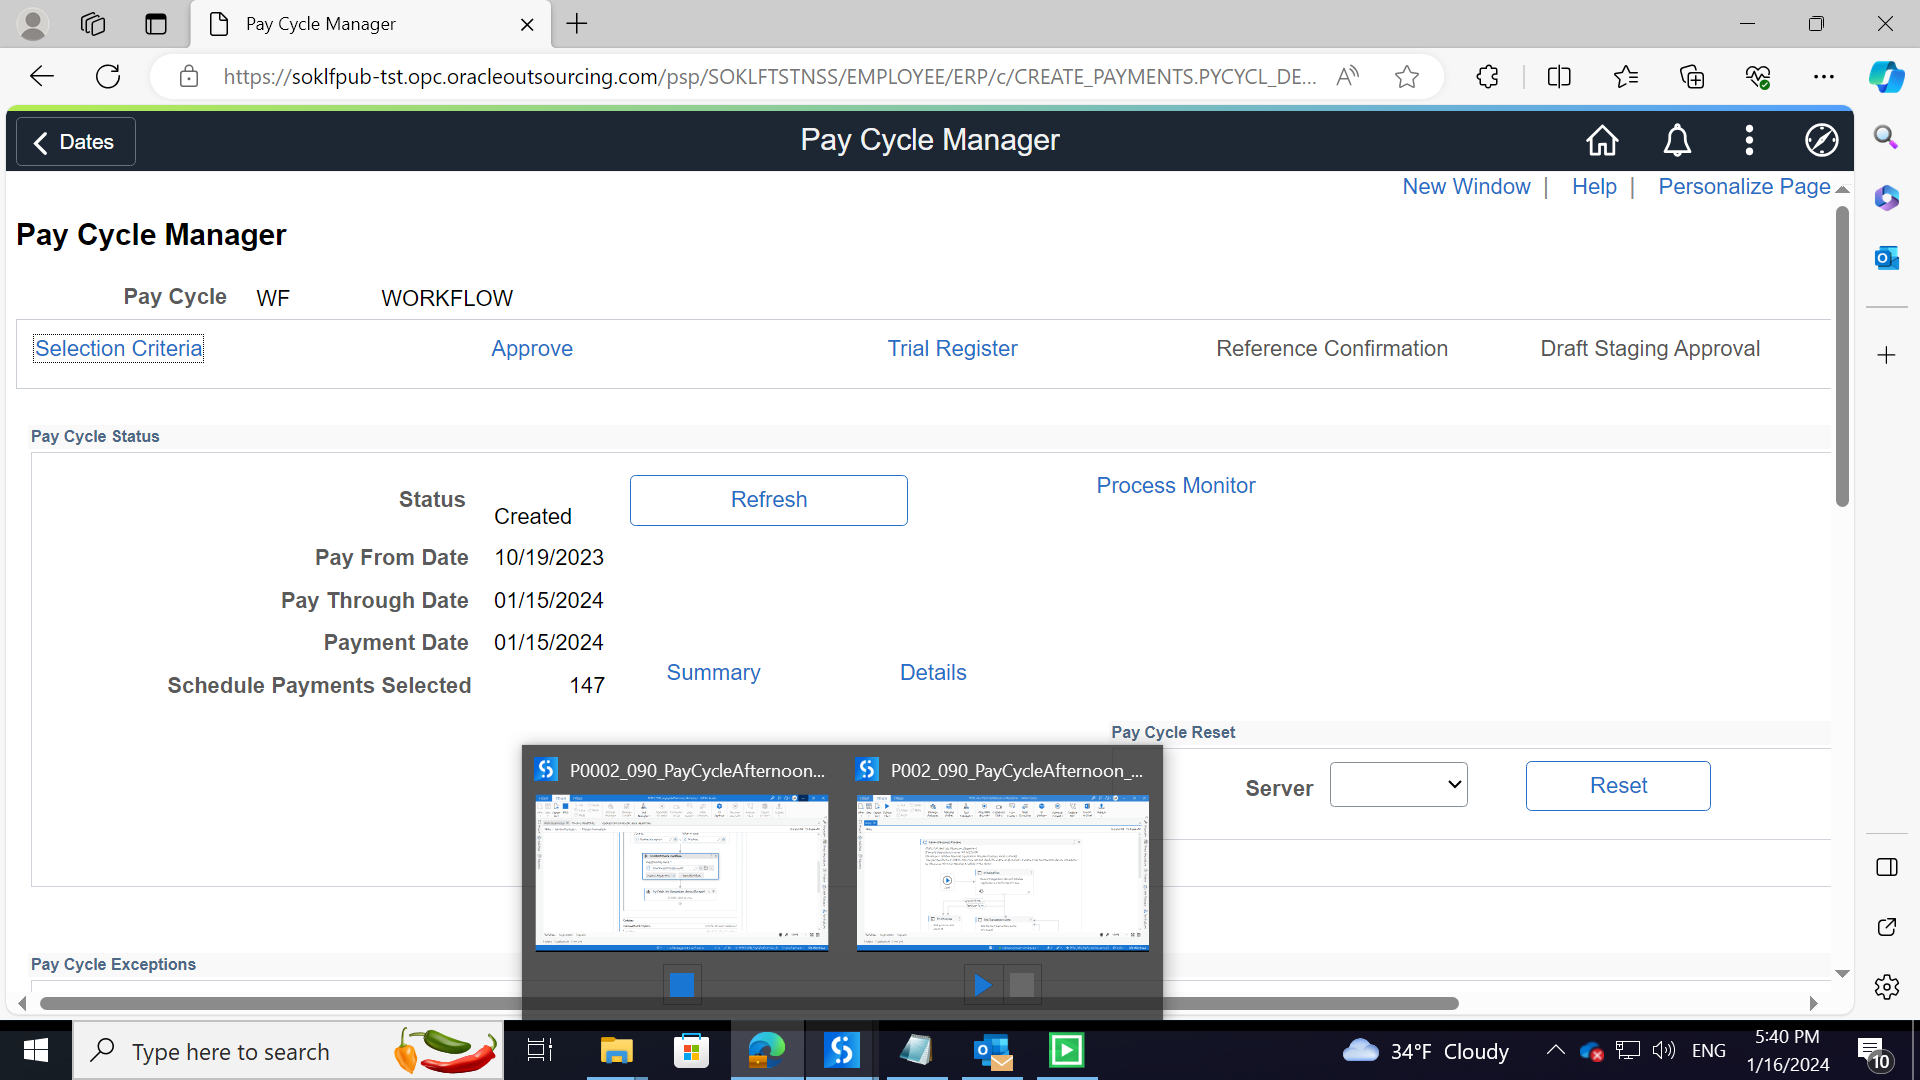 Pay Cycle Manager
https://soklfpub-tst.opc.oracleoutsourcing.com/psp/SOKLFTSTNSS/EMPLOYEE/ERP/c/CREATE_PAYMENTS.PYCYCL_DE...
Dates
Pay Cycle Manager
New Window | Help | Personalize Page
Pay Cycle Manager
Pay Cycle WF WORKFLOW
Selection Criteria Approve Trial Register Reference Confirmation Draft Staging Approval
Pay Cycle Status
Status Created Refresh Process Monitor
Pay From Date 10/19/2023
Pay Through Date 01/15/2024
Payment Date 01/15/2024
Schedule Payments Selected 147 Summary Details
Pay Cycle Reset
Server Reset
P0002_090_PayCycleAfternoon... P002_090_PayCycleAfternoon_...
Pay Cycle Exceptions
Type here to search
34°F Cloudy
ENG
5:40 PM
1/16/2024
10